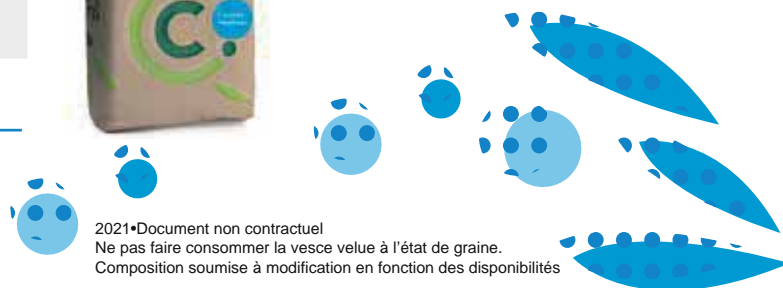 2021•Document non contractuel
Ne pas faire consommer la vesce velue à l'état de graine.
Composition soumise à modification en fonction des disponibilités